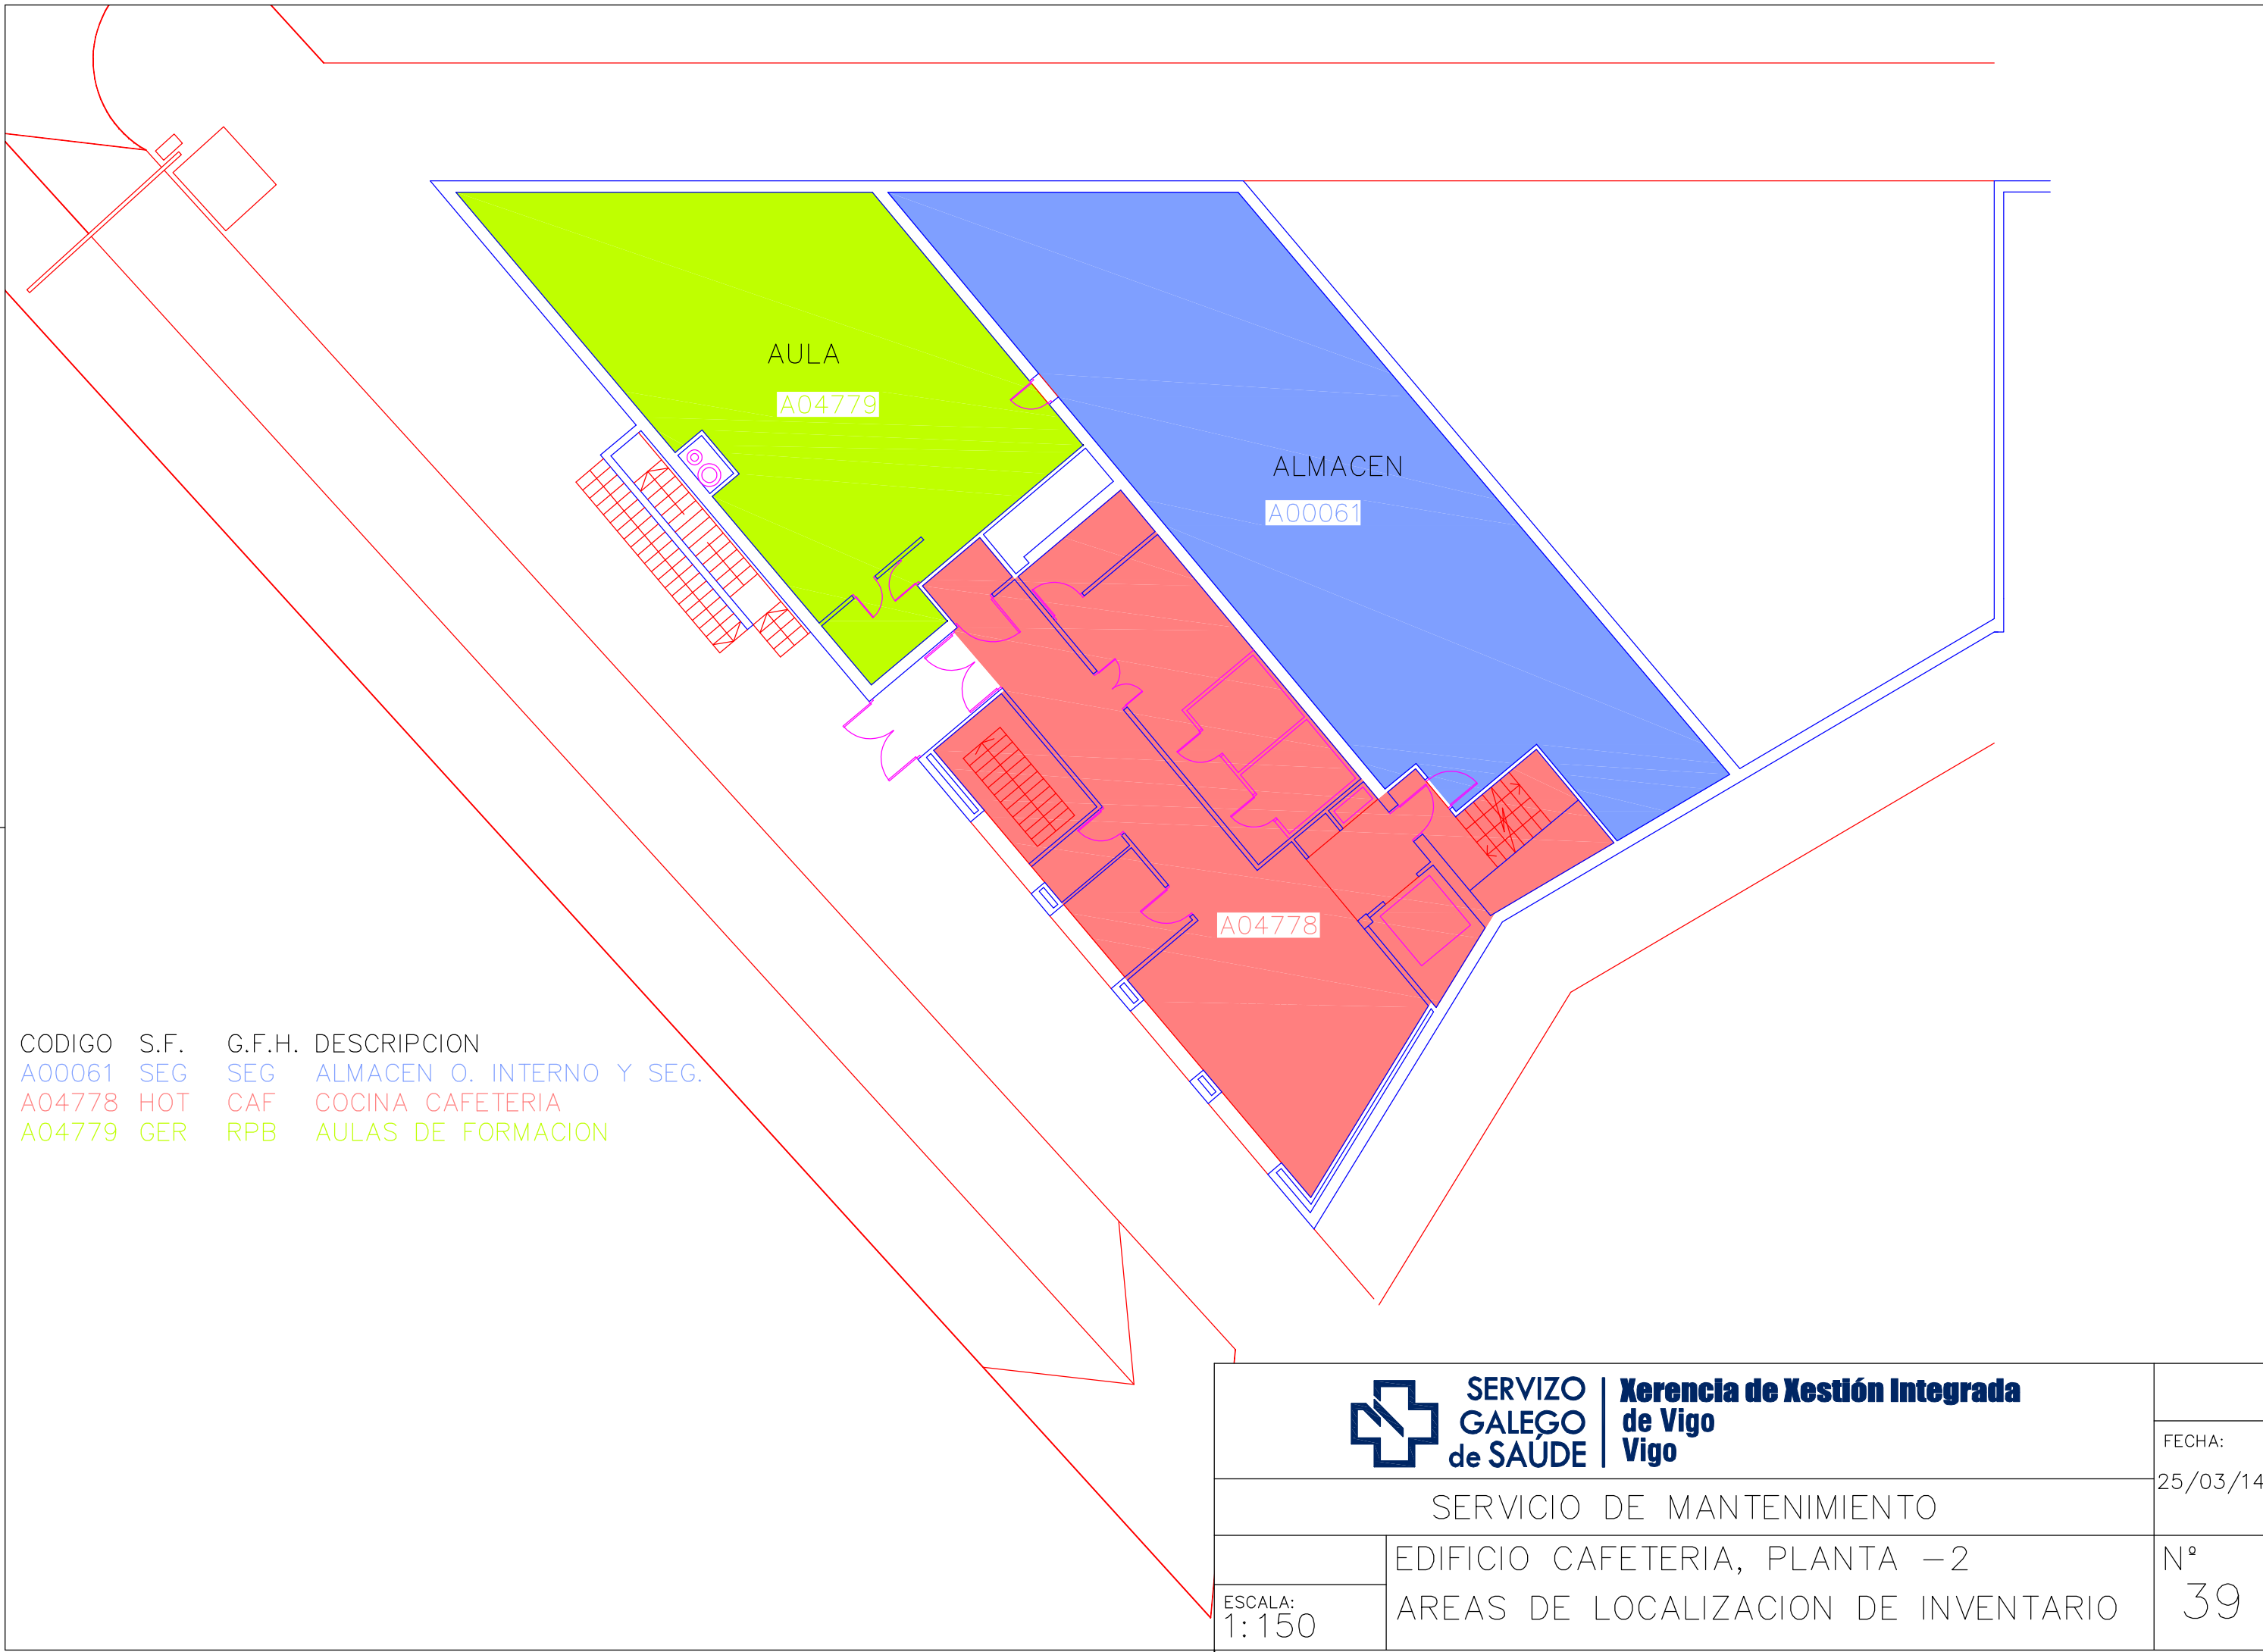 AULA
A04779
ALMACEN
A00061
A04778
CODIGO S.F. G.F.H. DESCRIPCION
A00061 SEG SEG ALMACEN O. INTERNO Y SEG.
A04778 HOT CAF COCINA CAFETERIA
A04779 GER RPB AULAS DE FORMACION
SERVIZO GALEGO de SAÚDE
Xerencia de Xestión Integrada
de Vigo
Vigo
FECHA:
25/03/14
SERVICIO DE MANTENIMIENTO
EDIFICIO CAFETERIA, PLANTA -2
AREAS DE LOCALIZACION DE INVENTARIO
ESCALA:
1:150
Nº
39